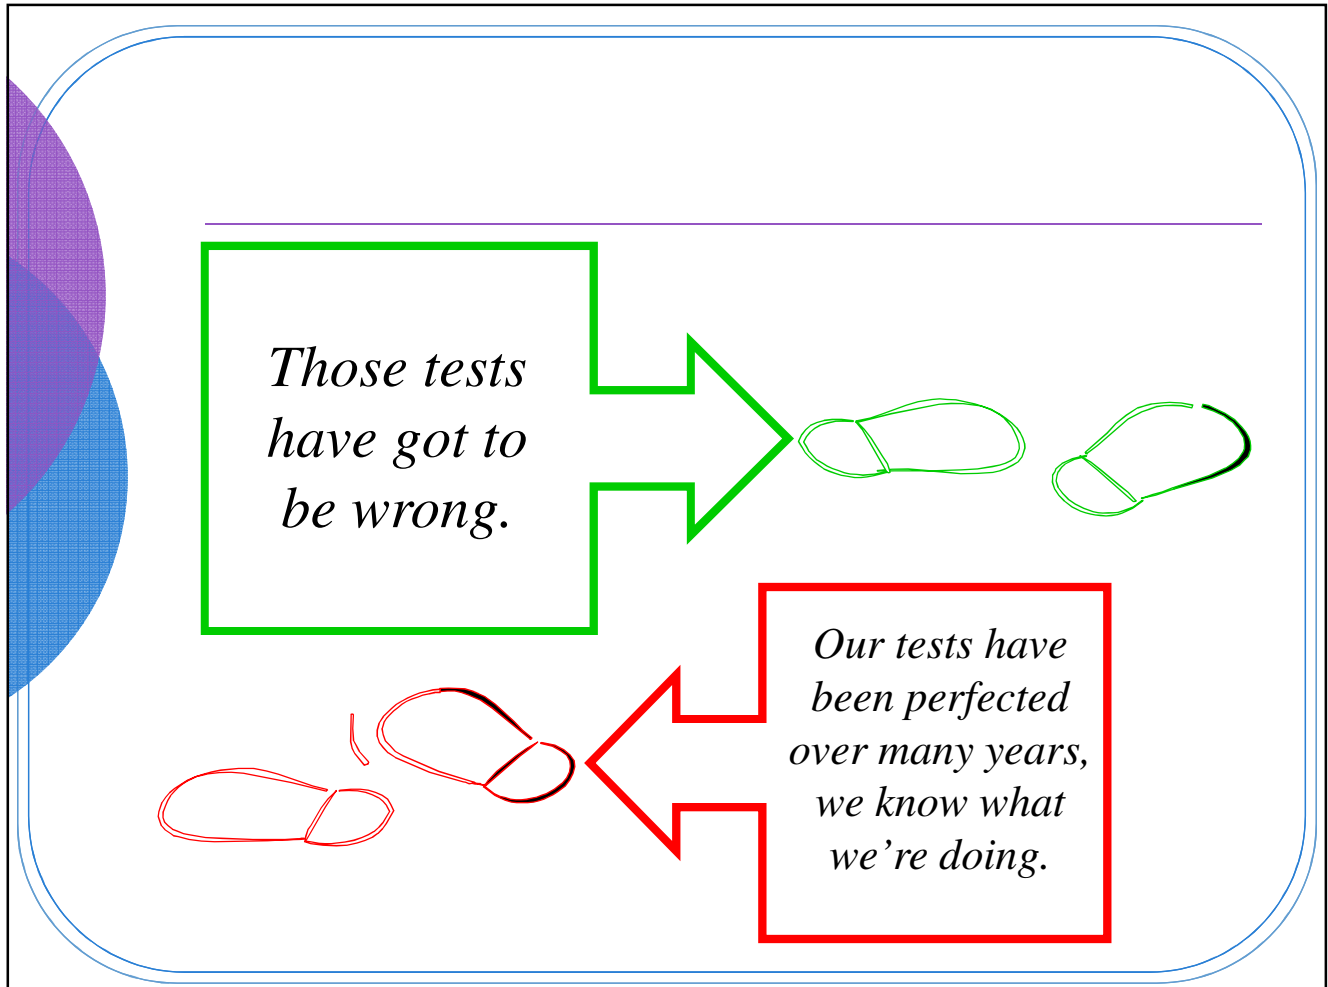 Those tests
have got to
be wrong.
Our tests have
been perfected
over many years,
we know what
we’re doing.